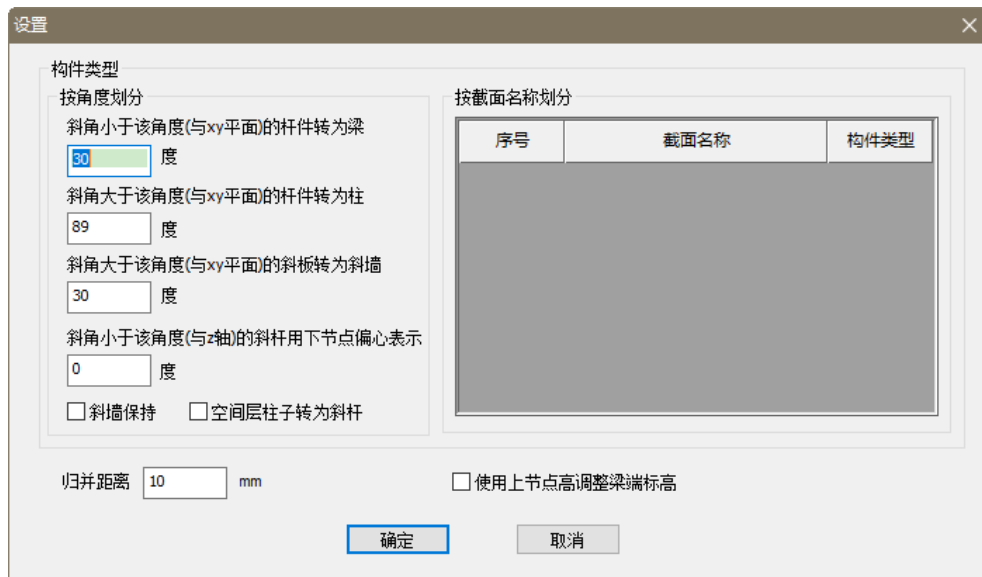 设置
构件类型
按角度划分
斜角小于该角度(与xy平面)的杆件转为梁
30 度
斜角大于该角度(与xy平面)的杆件转为柱
89 度
斜角大于该角度(与xy平面)的斜板转为斜墙
30 度
斜角小于该角度(与z轴)的斜杆用下节点偏心表示
0 度
斜墙保持 空间层柱子转为斜杆
按截面名称划分
序号 截面名称 构件类型
归并距离 10 mm
使用上节点高调整梁端标高
确定 取消